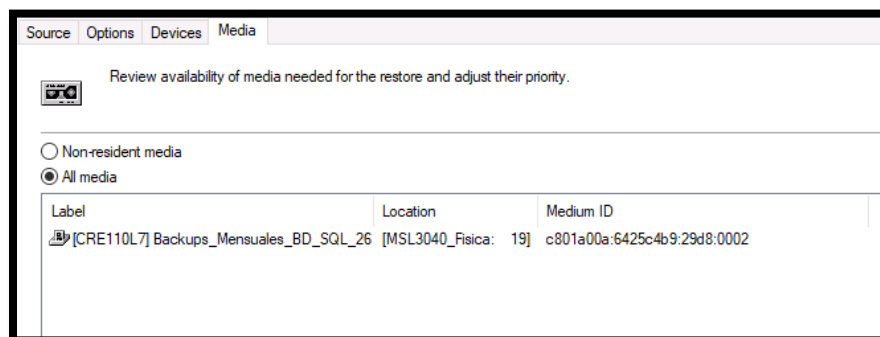 Source Options Devices Media
Review availability of media needed for the restore and adjust their priority.
Non-resident media
All media
Label Location Medium ID
[CRE110L7] Backups_Mensuales_BD_SQL_26 [MSL3040_Fisica: 19] c801a00a:6425c4b9:29d8:0002